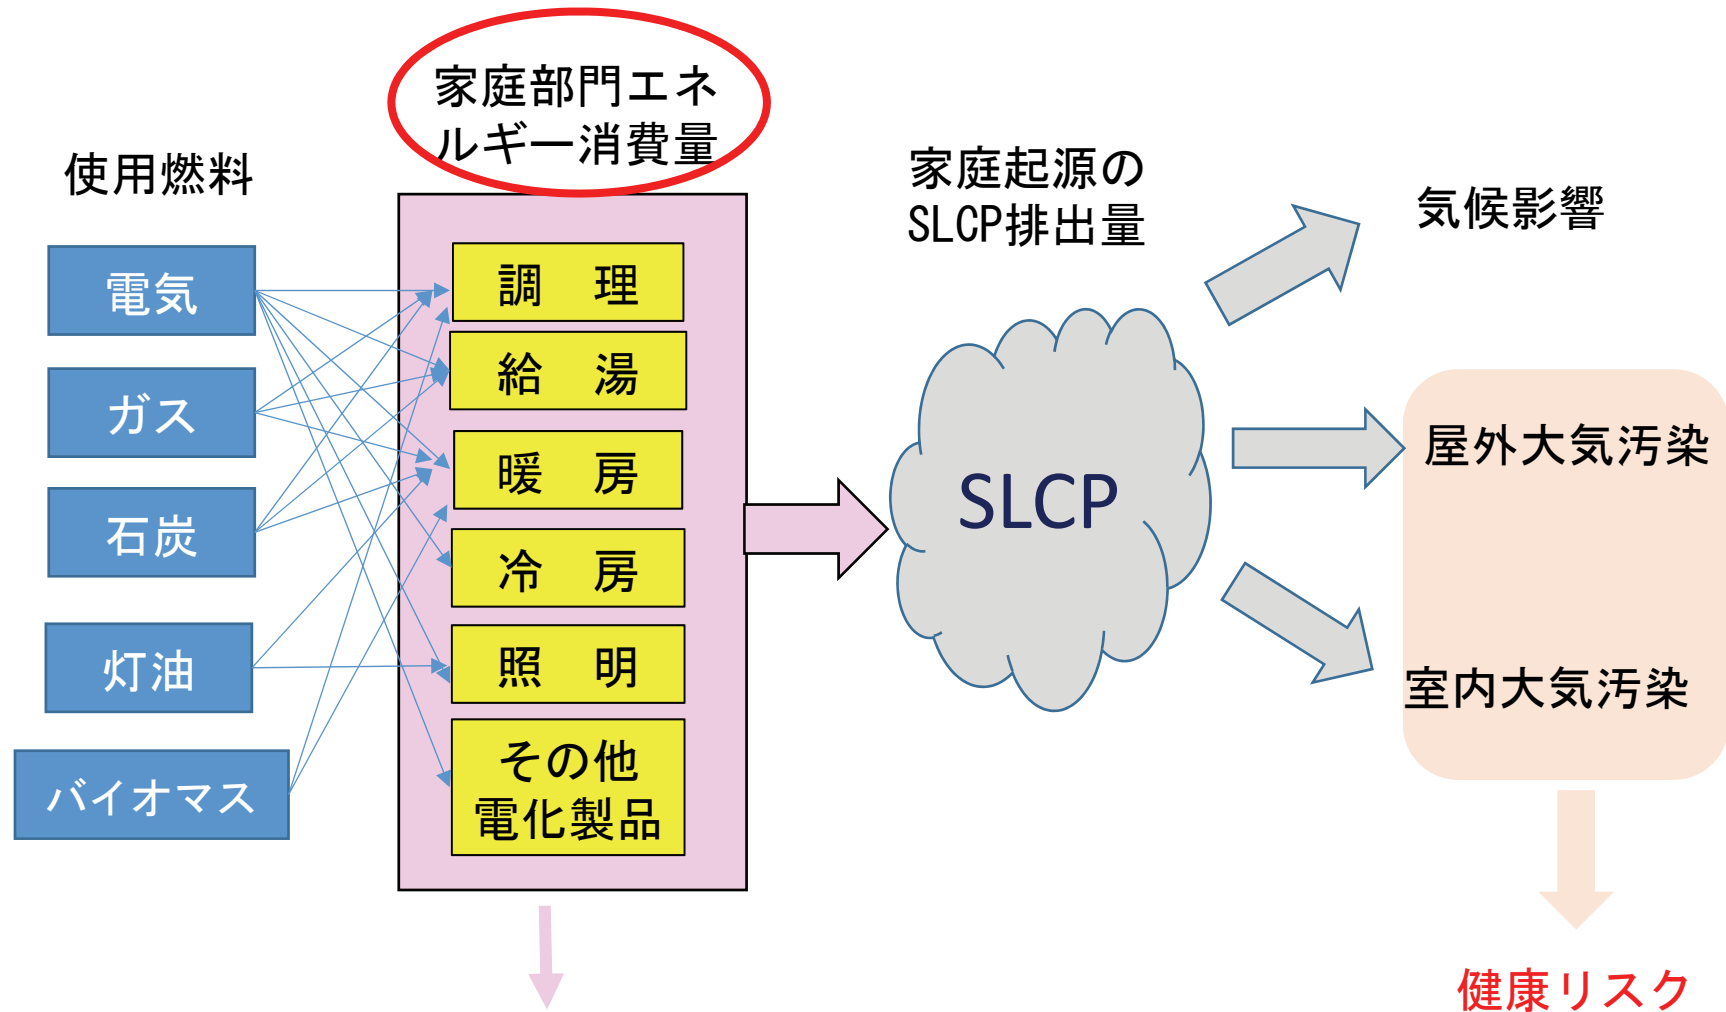 家庭部門エネ
ルギー消費量
使用燃料
電気
ガス
石炭
灯油
バイオマス
調　理
給　湯
暖　房
冷　房
照　明
その他
電化製品
家庭起源の
SLCP排出量
SLCP
気候影響
屋外大気汚染
室内大気汚染
健康リスク